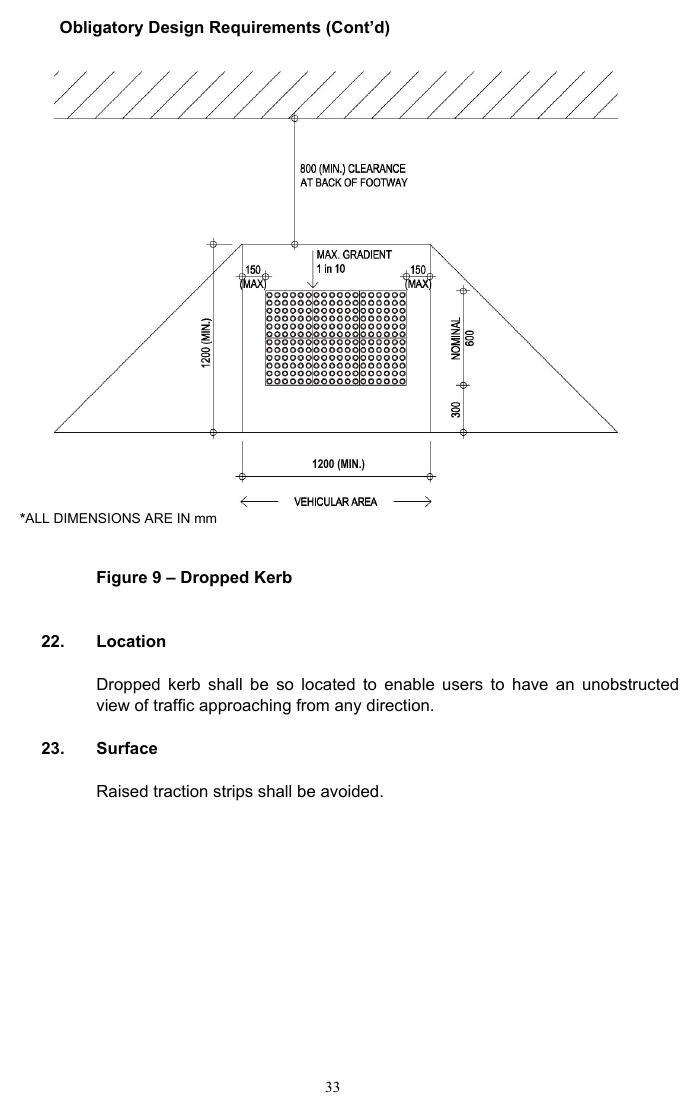 Obligatory Design Requirements (Cont’d)
800 (MIN.) CLEARANCE
AT BACK OF FOOTWAY
MAX. GRADIENT
1 in 10
150
(MAX)
150
(MAX)
1200 (MIN.)
NOMINAL
600
300
1200 (MIN.)
VEHICULAR AREA
*ALL DIMENSIONS ARE IN mm
Figure 9 – Dropped Kerb
22. Location
Dropped kerb shall be so located to enable users to have an unobstructed
view of traffic approaching from any direction.
23. Surface
Raised traction strips shall be avoided.
33